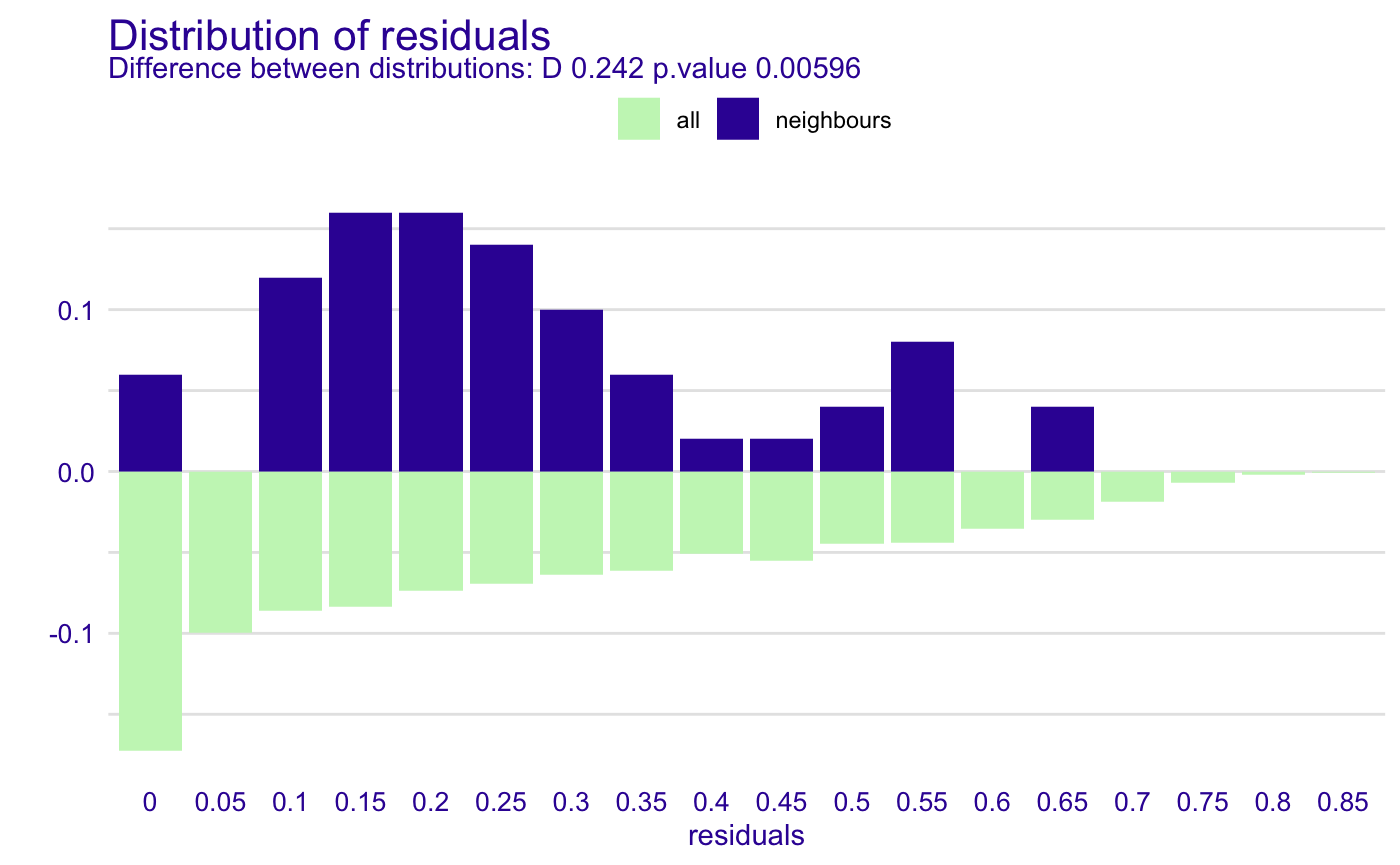 Distribution of residuals
Difference between distributions: D 0.242 p.value 0.00596
all neighbours
0.1
0.0
-0.1
0 0.05 0.1 0.15 0.2 0.25 0.3 0.35 0.4 0.45 0.5 0.55 0.6 0.65 0.7 0.75 0.8 0.85
residuals